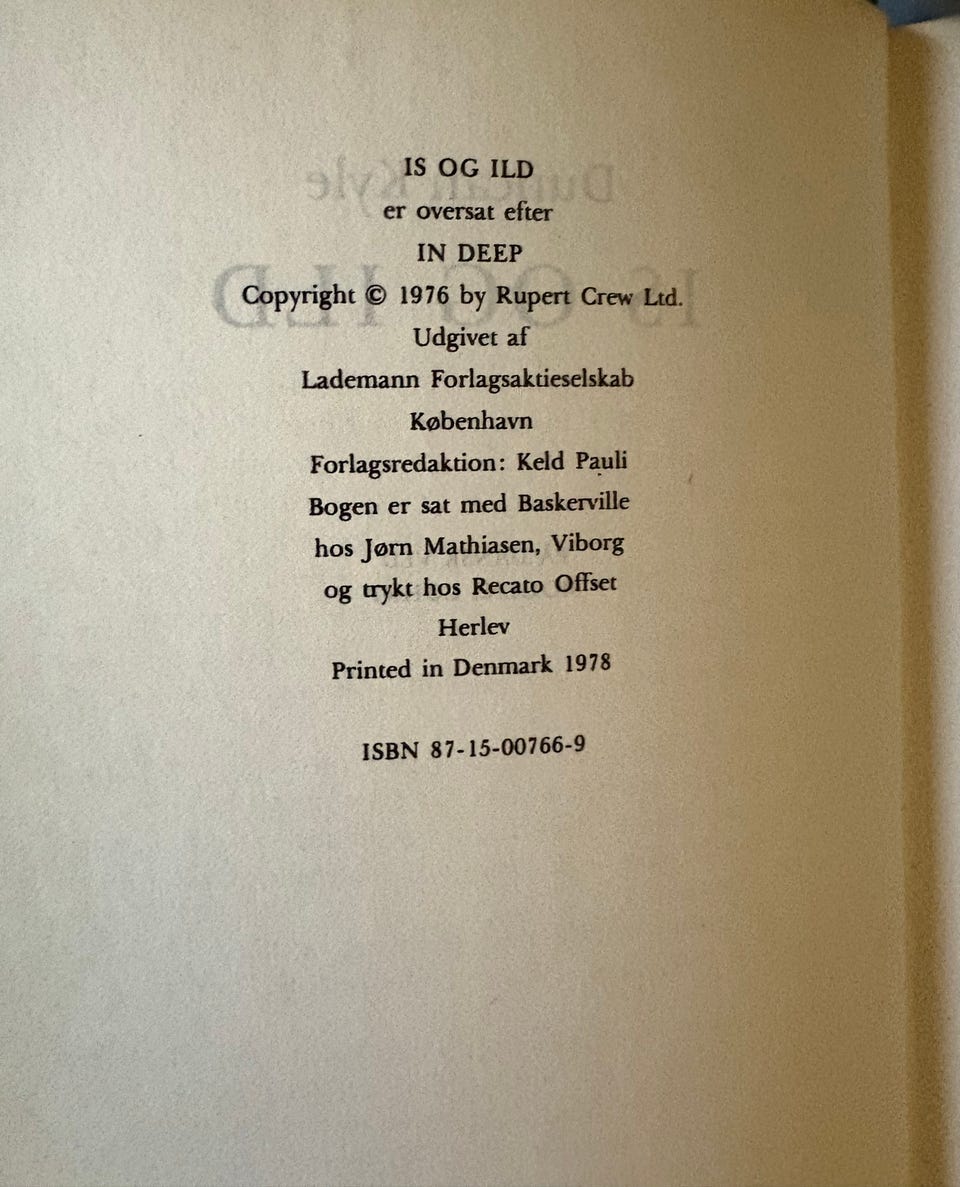 IS OG ILD
er oversat efter
IN DEEP
Copyright © 1976 by Rupert Crew Ltd.
Udgivet af
Lademann Forlagsaktieselskab
København
Forlagsredaktion: Keld Pauli
Bogen er sat med Baskerville
hos Jørn Mathiasen, Viborg
og trykt hos Recato Offset
Herlev
Printed in Denmark 1978
ISBN 87-15-00766-9